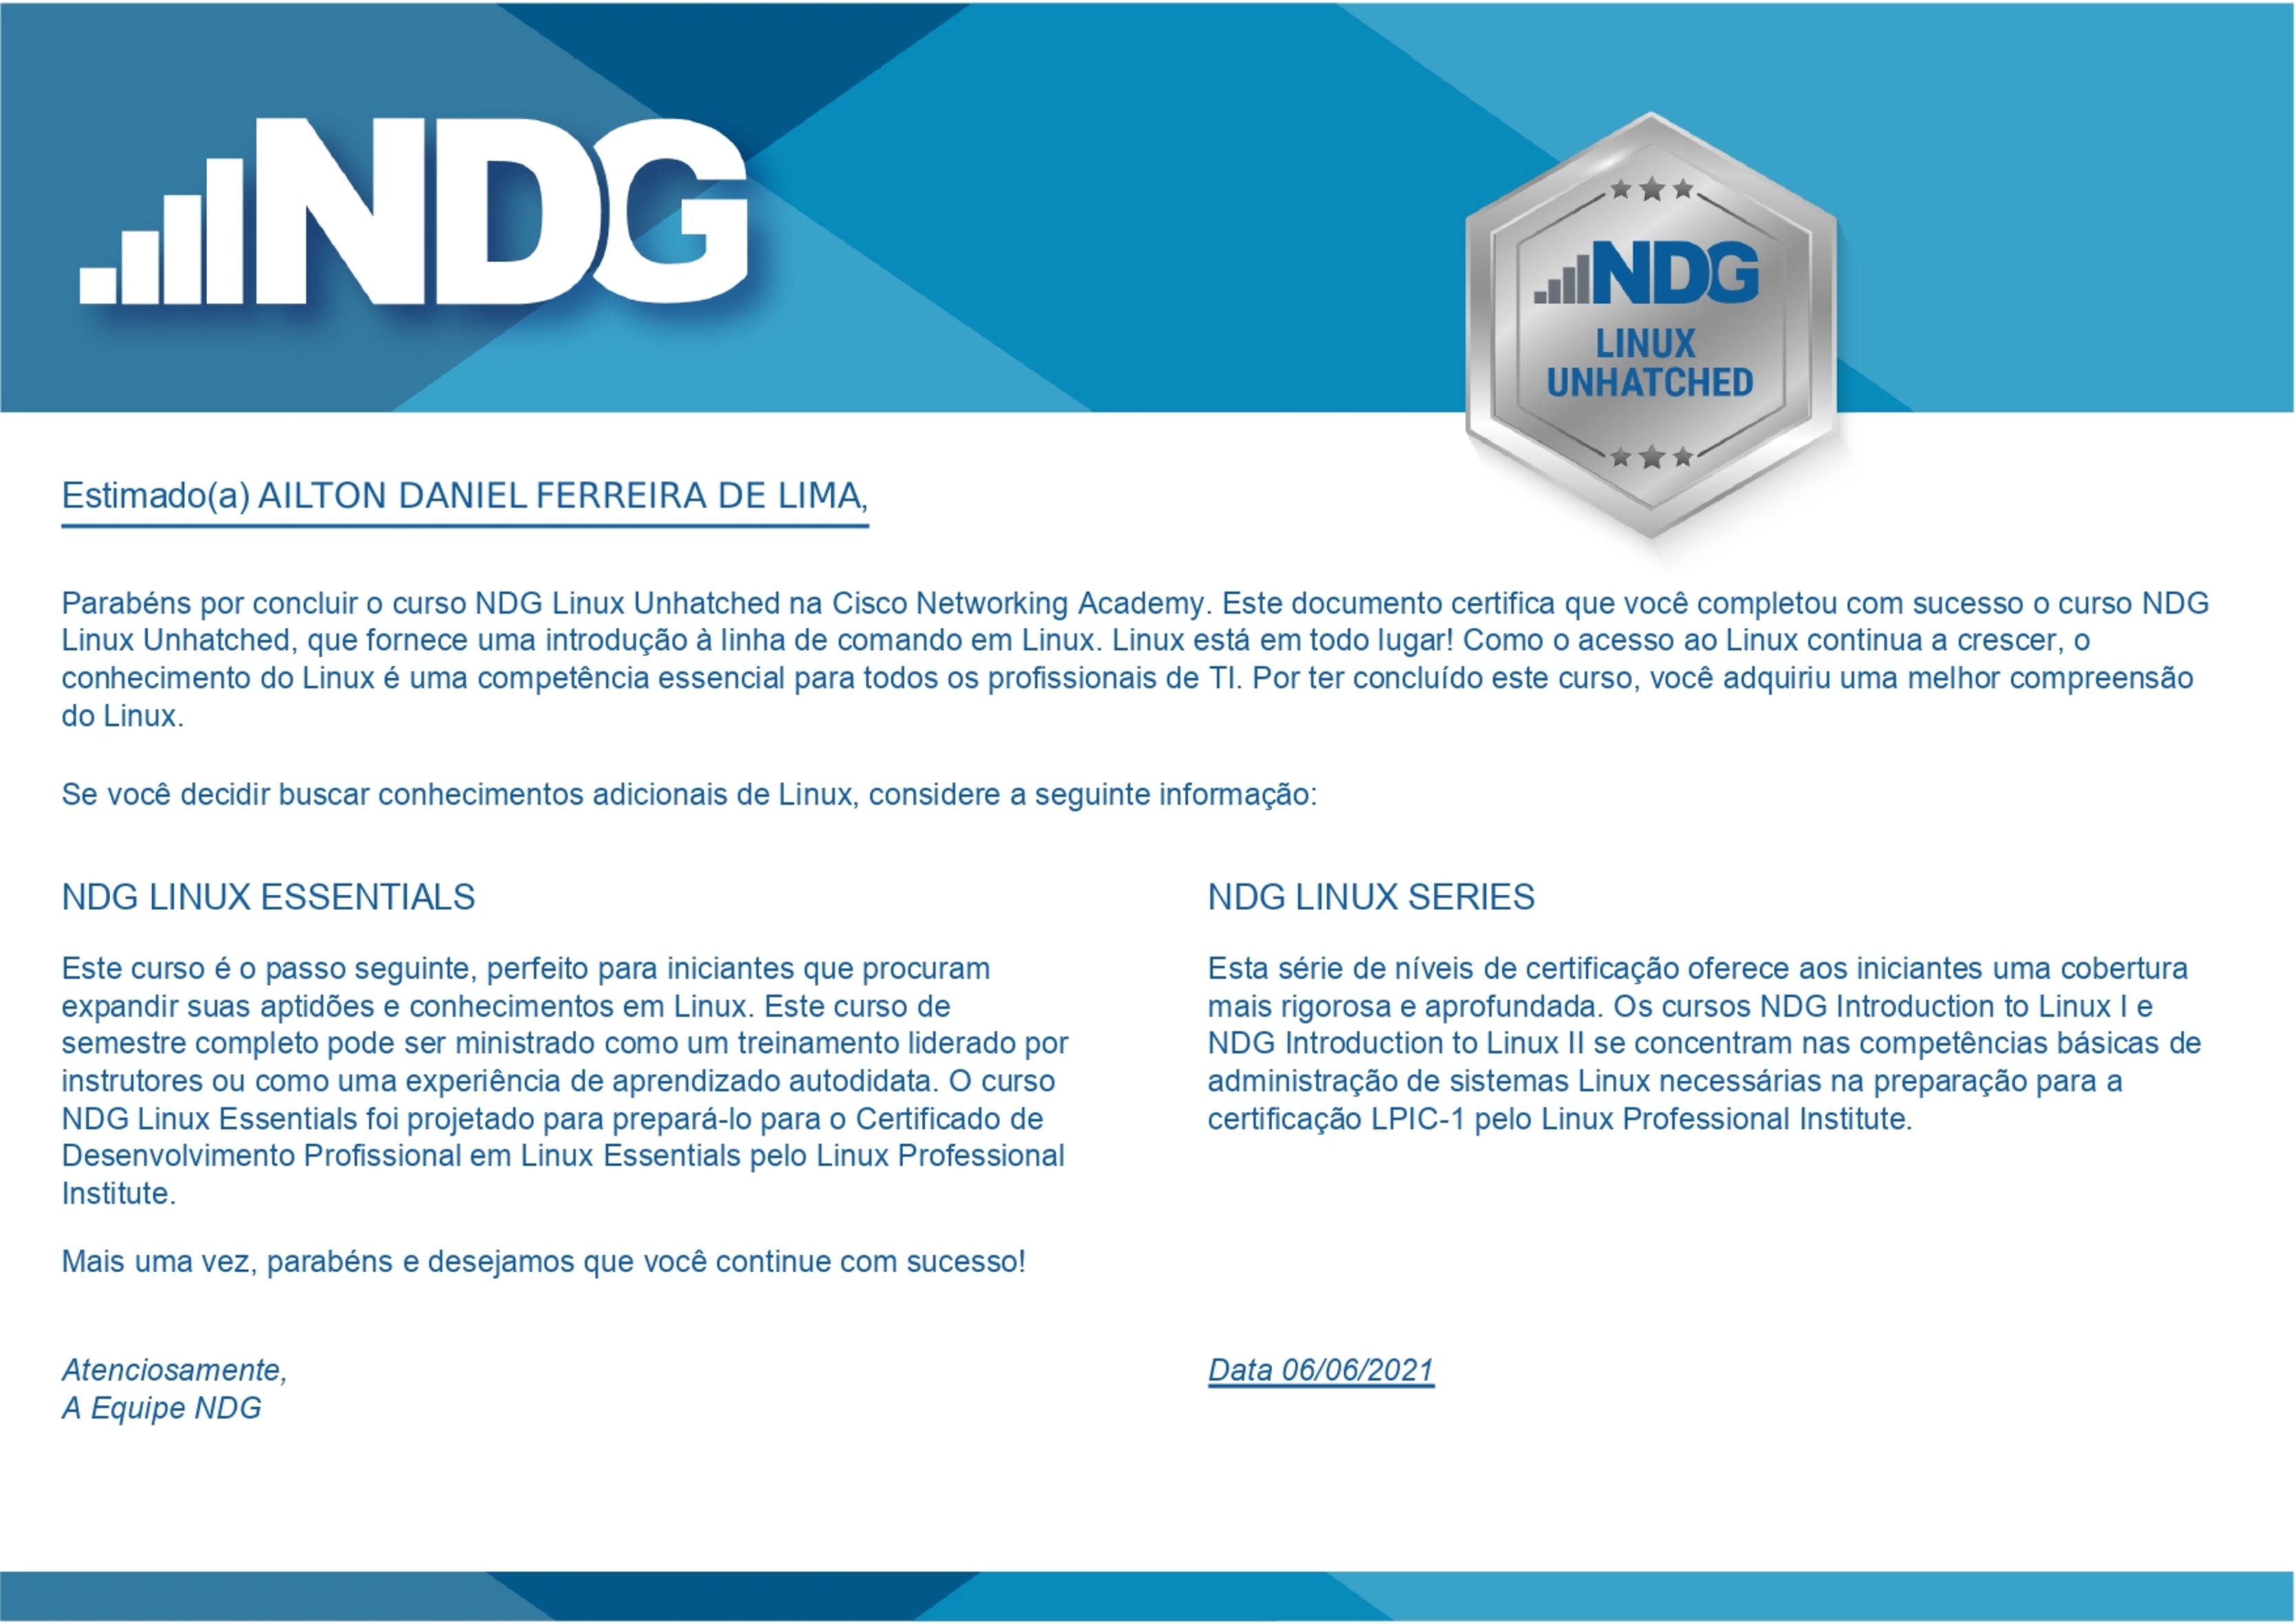 NDG
NDG
LINUX
UNHATCHED
Estimado(a) AILTON DANIEL FERREIRA DE LIMA,
Parabéns por concluir o curso NDG Linux Unhatched na Cisco Networking Academy. Este documento certifica que você completou com sucesso o curso NDG
Linux Unhatched, que fornece uma introdução à linha de comando em Linux. Linux está em todo lugar! Como o acesso ao Linux continua a crescer, o
conhecimento do Linux é uma competência essencial para todos os profissionais de TI. Por ter concluído este curso, você adquiriu uma melhor compreensão
do Linux.
Se você decidir buscar conhecimentos adicionais de Linux, considere a seguinte informação:
NDG LINUX ESSENTIALS
Este curso é o passo seguinte, perfeito para iniciantes que procuram
expandir suas aptidões e conhecimentos em Linux. Este curso de
semestre completo pode ser ministrado como um treinamento liderado por
instrutores ou como uma experiência de aprendizado autodidata. O curso
NDG Linux Essentials foi projetado para prepará-lo para o Certificado de
Desenvolvimento Profissional em Linux Essentials pelo Linux Professional
Institute.
Mais uma vez, parabéns e desejamos que você continue com sucesso!
NDG LINUX SERIES
Esta série de níveis de certificação oferece aos iniciantes uma cobertura
mais rigorosa e aprofundada. Os cursos NDG Introduction to Linux I e
NDG Introduction to Linux II se concentram nas competências básicas de
administração de sistemas Linux necessárias na preparação para a
certificação LPIC-1 pelo Linux Professional Institute.
Atenciosamente,
A Equipe NDG
Data 06/06/2021